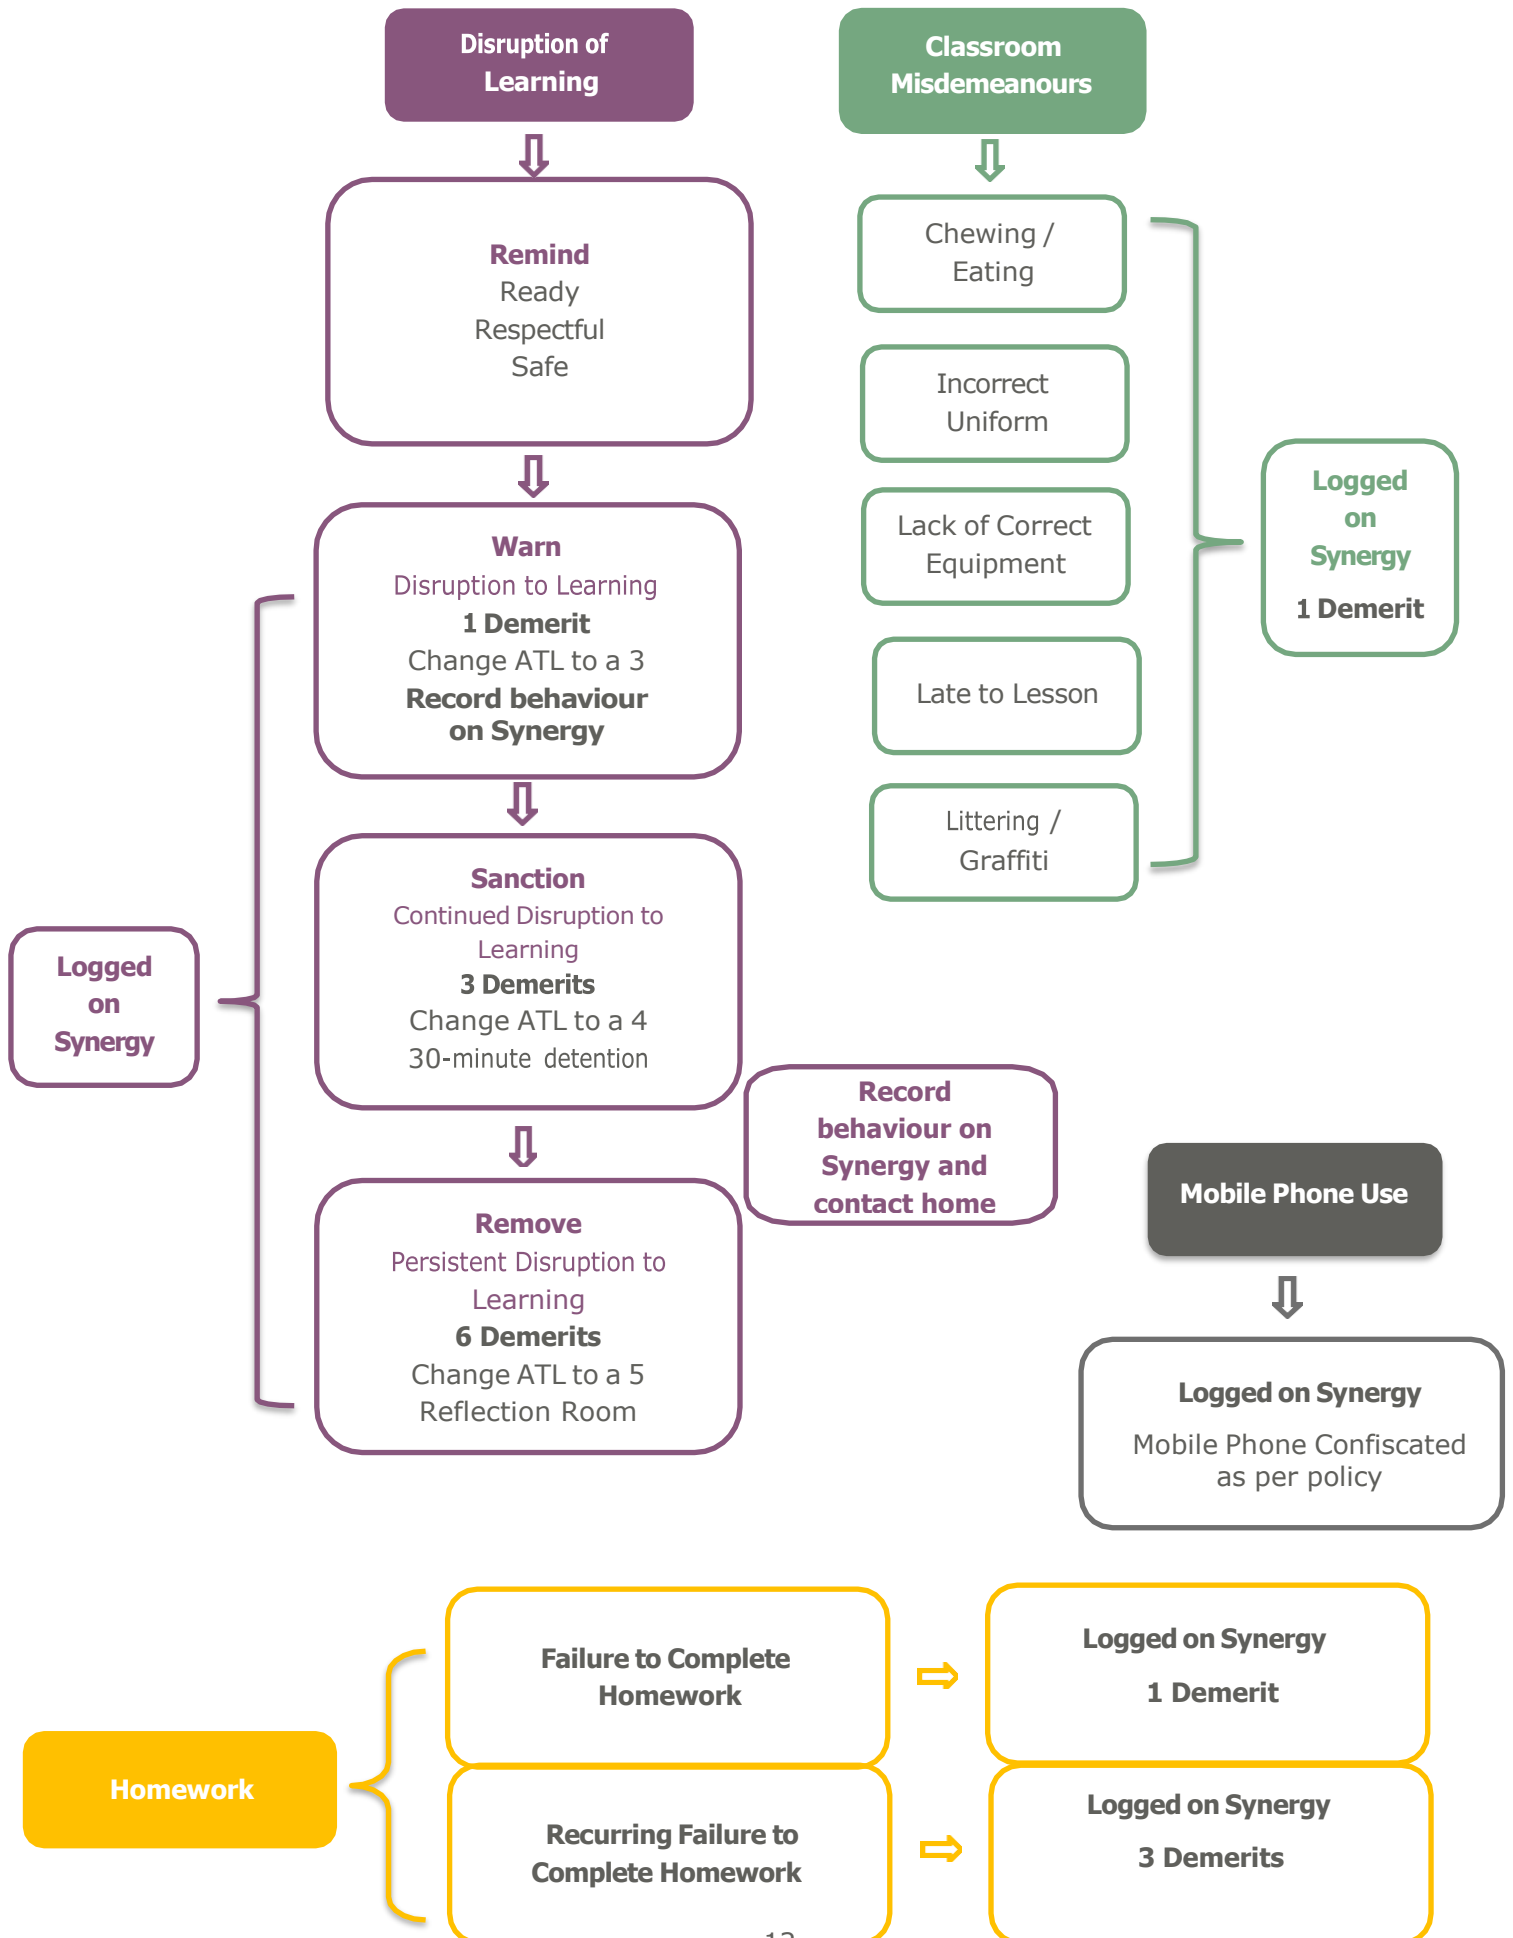 Disruption of
Learning
Remind
Ready
Respectful
Safe
Warn
Disruption to Learning
1 Demerit
Change ATL to a 3
Record behaviour
on Synergy
Sanction
Continued Disruption to
Learning
3 Demerits
Change ATL to a 4
30-minute detention
Remove
Persistent Disruption to
Learning
6 Demerits
Change ATL to a 5
Reflection Room
Logged
on
Synergy
Record
behaviour on
Synergy and
contact home
Classroom
Misdemeanours
Chewing /
Eating
Incorrect
Uniform
Lack of Correct
Equipment
Late to Lesson
Littering /
Graffiti
Logged
on
Synergy
1 Demerit
Mobile Phone Use
Logged on Synergy
Mobile Phone Confiscated
as per policy
Homework
Failure to Complete
Homework
Logged on Synergy
1 Demerit
Recurring Failure to
Complete Homework
Logged on Synergy
3 Demerits